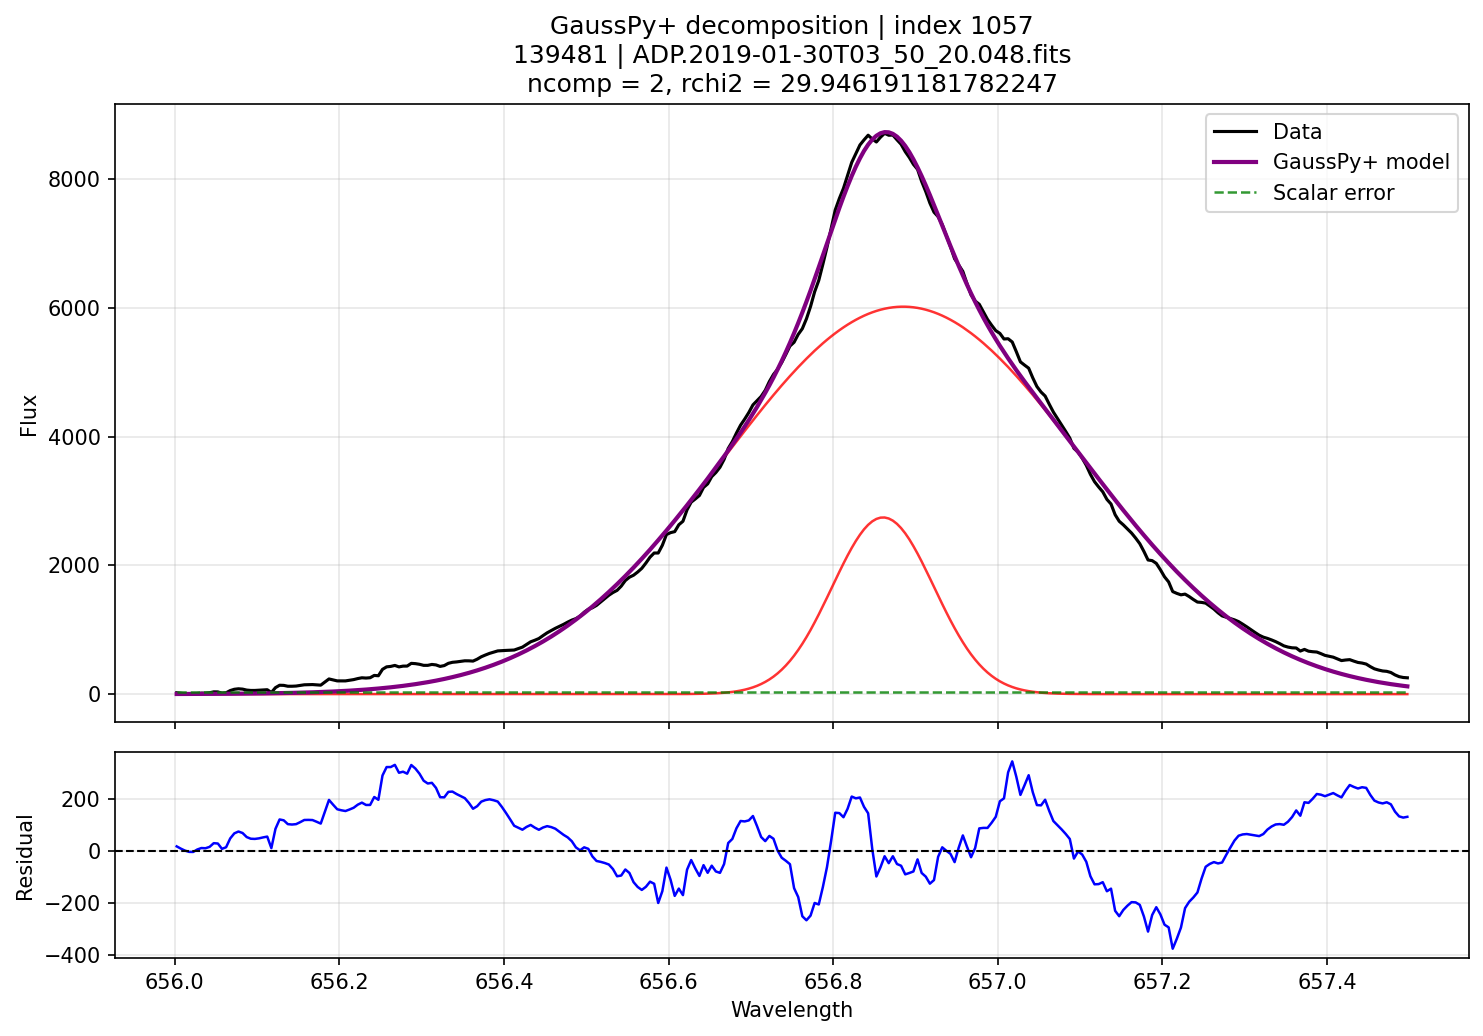 GaussPy+ decomposition | index 1057
139481 | ADP.2019-01-30T03_50_20.048.fits
ncomp = 2, rchi2 = 29.946191181782247
Data
GaussPy+ model
Scalar error
Flux
8000
6000
4000
2000
0
Residual
200
0
−200
−400
656.0 656.2 656.4 656.6 656.8 657.0 657.2 657.4
Wavelength